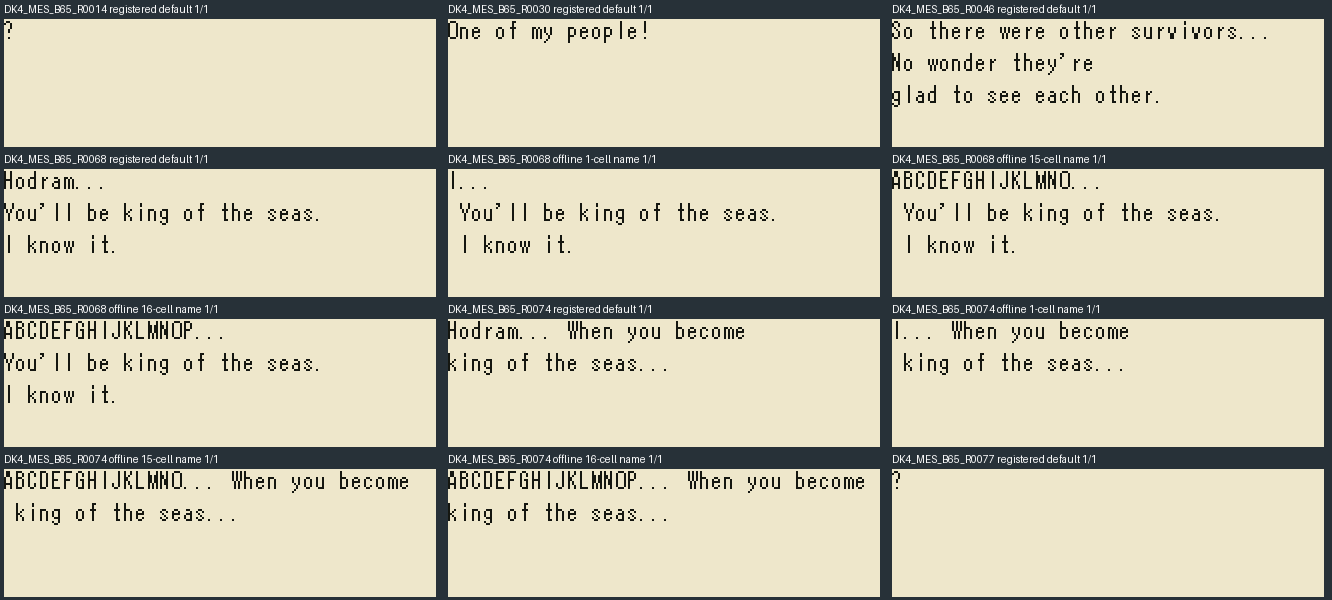 DK4_MES_B65_R0014 registered default 1/1
?
DK4_MES_B65_R0030 registered default 1/1
One of my people!
DK4_MES_B65_R0046 registered default 1/1
So there were other survivors...
No wonder they're
glad to see each other.
DK4_MES_B65_R0068 registered default 1/1
Hodram...
You'll be king of the seas.
I know it.
DK4_MES_B65_R0068 offline 1-cell name 1/1
I...
You'll be king of the seas.
I know it.
DK4_MES_B65_R0068 offline 15-cell name 1/1
ABCDEFGHIJKLMNO...
You'll be king of the seas.
I know it.
DK4_MES_B65_R0068 offline 16-cell name 1/1
ABCDEFGHIJKLMNOP...
You'll be king of the seas.
I know it.
DK4_MES_B65_R0074 registered default 1/1
Hodram... When you become
king of the seas...
DK4_MES_B65_R0074 offline 1-cell name 1/1
I... When you become
king of the seas...
DK4_MES_B65_R0074 offline 15-cell name 1/1
ABCDEFGHIJKLMNO... When you become
king of the seas...
DK4_MES_B65_R0074 offline 16-cell name 1/1
ABCDEFGHIJKLMNOP... When you become
king of the seas...
DK4_MES_B65_R0077 registered default 1/1
?